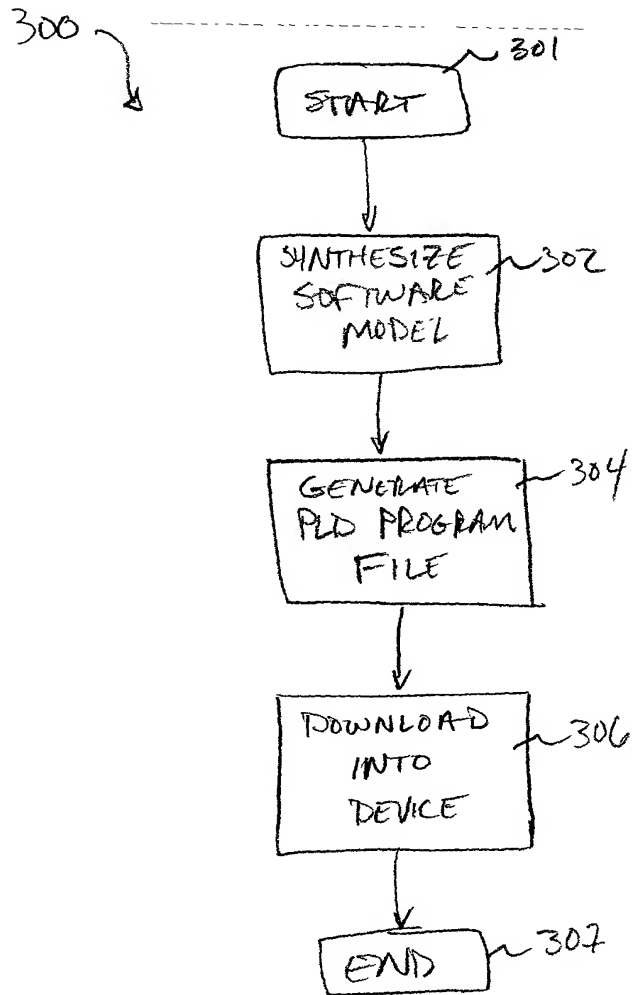 300
301
START
SYNTHESIZE
SOFTWARE
MODEL
302
GENERATE
PLD PROGRAM
FILE
304
DOWNLOAD
INTO
DEVICE
306
END
307